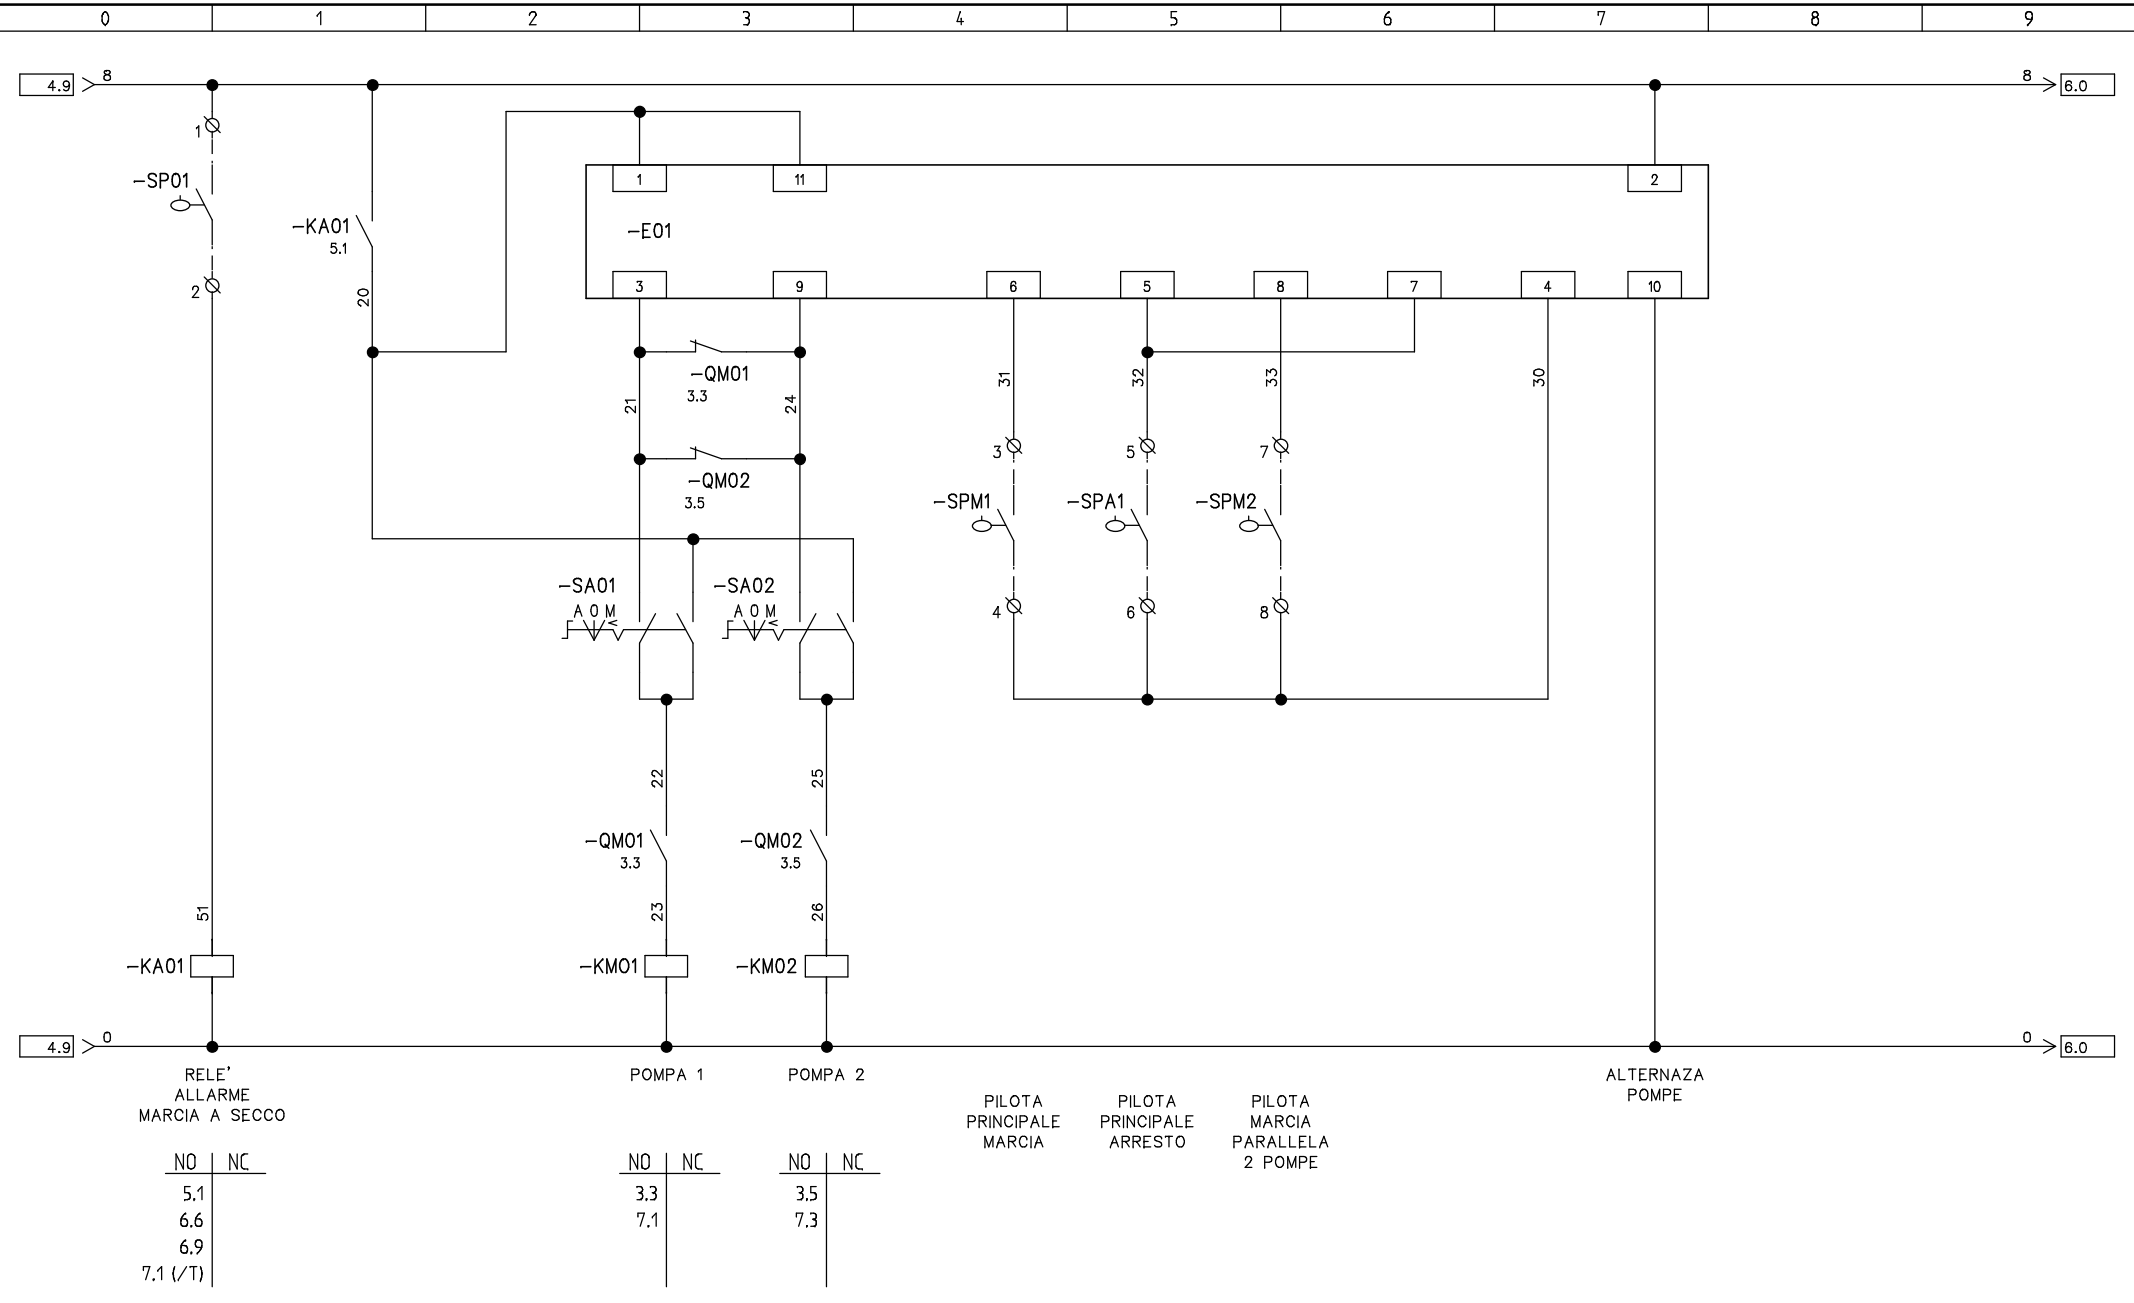 0 1 2 3 4 5 6 7 8 9
4.9 8 8 6.0
1
-SP01
2
-KA01
5.1
20
1 11 2
-E01
3 9 6 5 8 7 4 10
-QM01
3.3
21 24 31 32 33 30
-QM02
3.5
3 5 7
-SPM1 -SPA1 -SPM2
-SA01 -SA02
A 0 M A 0 M
4 6 8
22 25
-QM01 -QM02
3.3 3.5
51 23 26
-KA01 -KM01 -KM02
4.9 0 0 6.0
RELE'
ALLARME
MARCIA A SECCO
POMPA 1
POMPA 2
PILOTA
PRINCIPALE
MARCIA
PILOTA
PRINCIPALE
ARRESTO
PILOTA
MARCIA
PARALLELA
2 POMPE
ALTERNAZA
POMPE
NO NC
5.1
6.6
6.9
7.1 (/T)
NO NC
3.3
7.1
NO NC
3.5
7.3